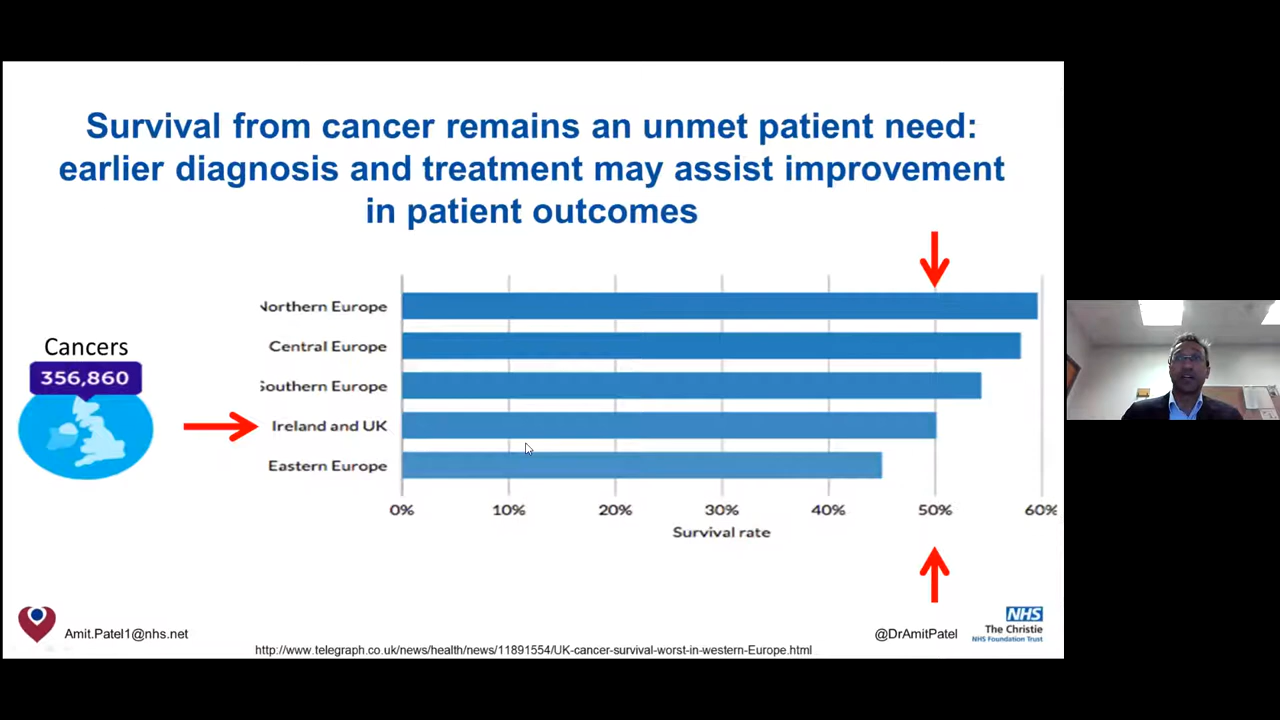 Survival from cancer remains an unmet patient need:
earlier diagnosis and treatment may assist improvement
in patient outcomes
Northern Europe
Central Europe
Southern Europe
Ireland and UK
Eastern Europe
0% 10% 20% 30% 40% 50% 60%
Survival rate
Cancers
356,860
Amit.Patel1@nhs.net
@DrAmitPatel
NHS
The Christie
NHS Foundation Trust
http://www.telegraph.co.uk/news/health/news/11891554/UK-cancer-survival-worst-in-western-Europe.html